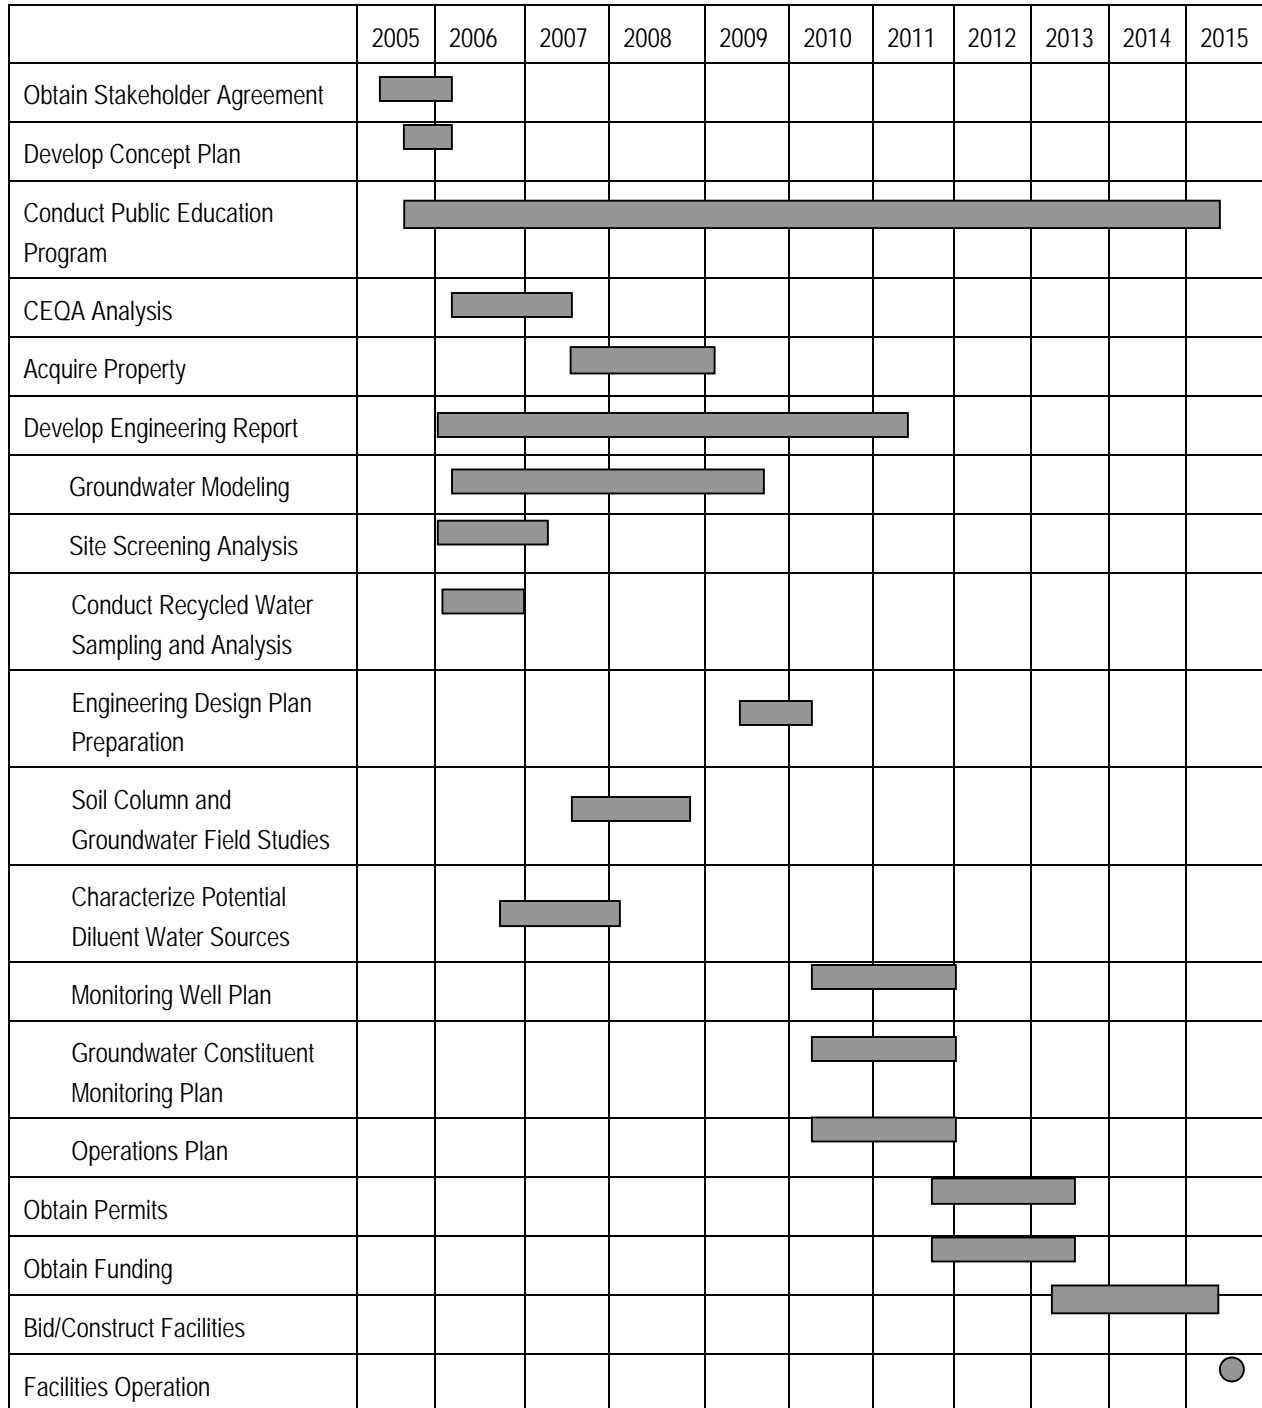 2005 2006 2007 2008 2009 2010 2011 2012 2013 2014 2015
Obtain Stakeholder Agreement
Develop Concept Plan
Conduct Public Education
Program
CEQA Analysis
Acquire Property
Develop Engineering Report
Groundwater Modeling
Site Screening Analysis
Conduct Recycled Water
Sampling and Analysis
Engineering Design Plan
Preparation
Soil Column and
Groundwater Field Studies
Characterize Potential
Diluent Water Sources
Monitoring Well Plan
Groundwater Constituent
Monitoring Plan
Operations Plan
Obtain Permits
Obtain Funding
Bid/Construct Facilities
Facilities Operation